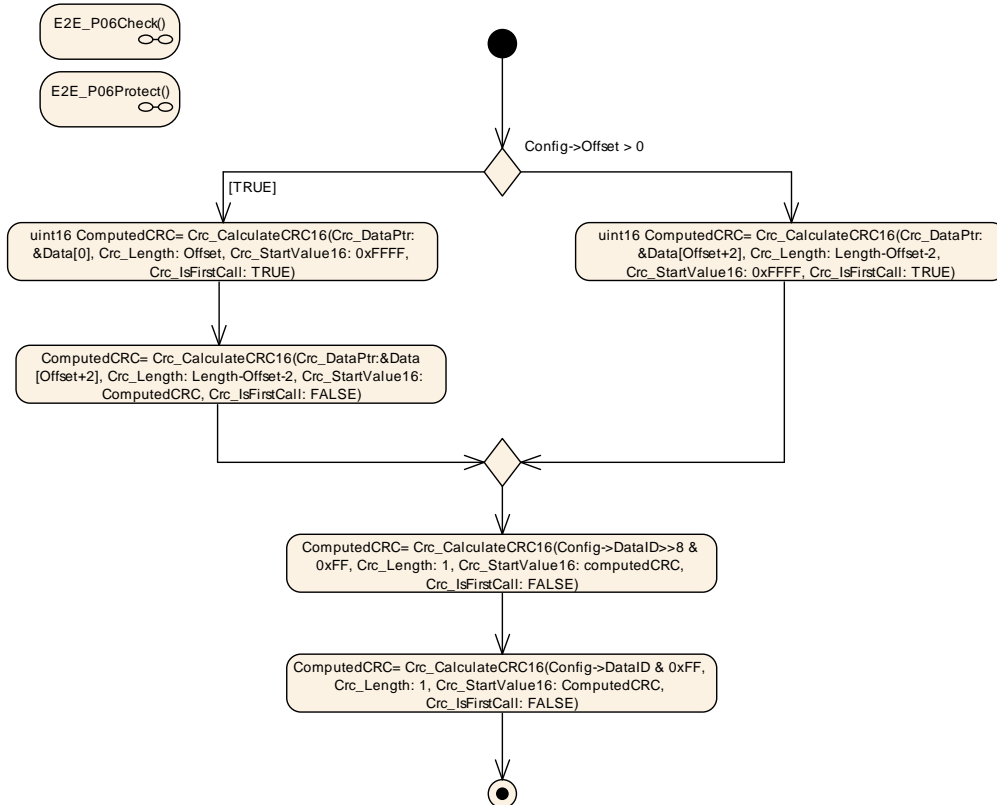 E2E_P06Check()
E2E_P06Protect()
Config->Offset > 0
[TRUE]
uint16 ComputedCRC= Crc_CalculateCRC16(Crc_DataPtr:
&Data[0], Crc_Length: Offset, Crc_StartValue16: 0xFFFF,
Crc_IsFirstCall: TRUE)
uint16 ComputedCRC= Crc_CalculateCRC16(Crc_DataPtr:
&Data[Offset+2], Crc_Length: Length-Offset-2,
Crc_StartValue16: 0xFFFF, Crc_IsFirstCall: TRUE)
ComputedCRC= Crc_CalculateCRC16(Crc_DataPtr:&Data
[Offset+2], Crc_Length: Length-Offset-2, Crc_StartValue16:
ComputedCRC, Crc_IsFirstCall: FALSE)
ComputedCRC= Crc_CalculateCRC16(Config->DataID>>8 &
0xFF, Crc_Length: 1, Crc_StartValue16: computedCRC,
Crc_IsFirstCall: FALSE)
ComputedCRC= Crc_CalculateCRC16(Config->DataID & 0xFF,
Crc_Length: 1, Crc_StartValue16: ComputedCRC,
Crc_IsFirstCall: FALSE)